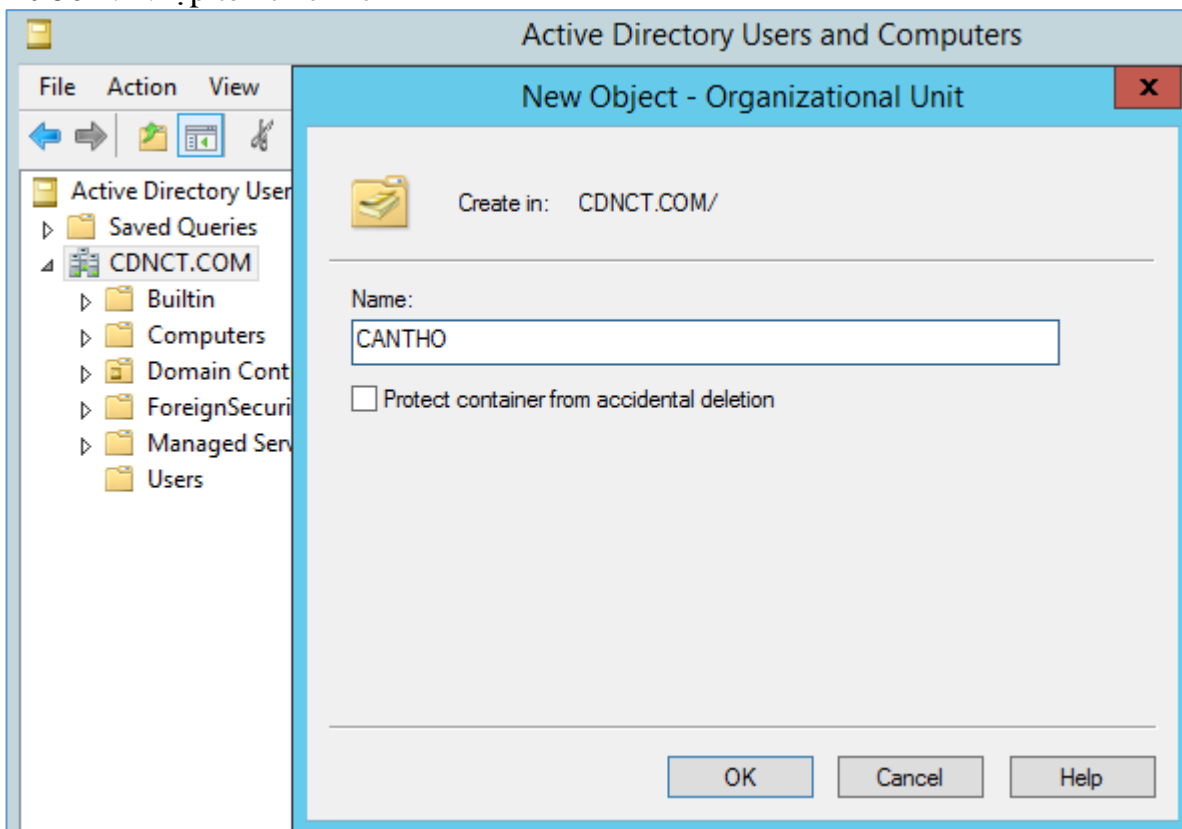 Active Directory Users and Computers
File Action View
New Object - Organizational Unit
x
Active Directory User
Saved Queries
CDNCT.COM
Builtin
Computers
Domain Cont
ForeignSecuri
Managed Serv
Users
Create in: CDNCT.COM/
Name:
CANTHO
Protect container from accidental deletion
OK Cancel Help